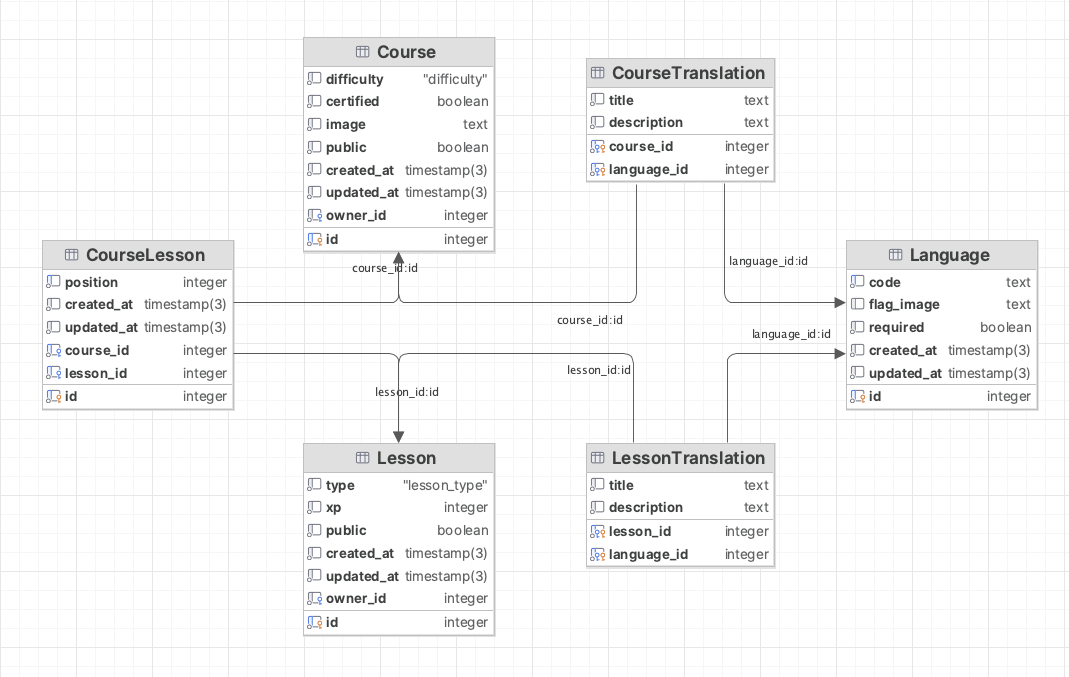 Course
difficulty "difficulty"
certified boolean
image text
public boolean
created_at timestamp(3)
updated_at timestamp(3)
owner_id integer
id integer
CourseTranslation
title text
description text
course_id integer
language_id integer
CourseLesson
position integer
created_at timestamp(3)
updated_at timestamp(3)
course_id integer
lesson_id integer
id integer
Language
code text
flag_image text
required boolean
created_at timestamp(3)
updated_at timestamp(3)
id integer
course_id:id
language_id:id
course_id:id
language_id:id
lesson_id:id
lesson_id:id
Lesson
type "lesson_type"
xp integer
public boolean
created_at timestamp(3)
updated_at timestamp(3)
owner_id integer
id integer
LessonTranslation
title text
description text
lesson_id integer
language_id integer